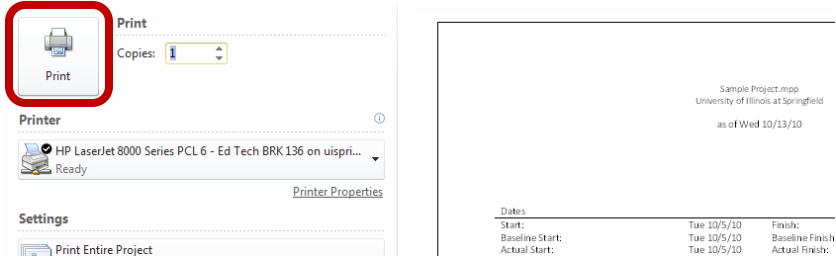 Print
Copies: 1
Print
Printer
HP LaserJet 8000 Series PCL 6 - Ed Tech BRK 136 on uispri...
Ready
Printer Properties
Settings
Print Entire Project
Sample Project.mpp
University of Illinois at Springfield
as of Wed 10/13/10
Dates
Start: Tue 10/5/10 Finish:
Baseline Start: Tue 10/5/10 Baseline Finish
Actual Start: Tue 10/5/10 Actual Finish: